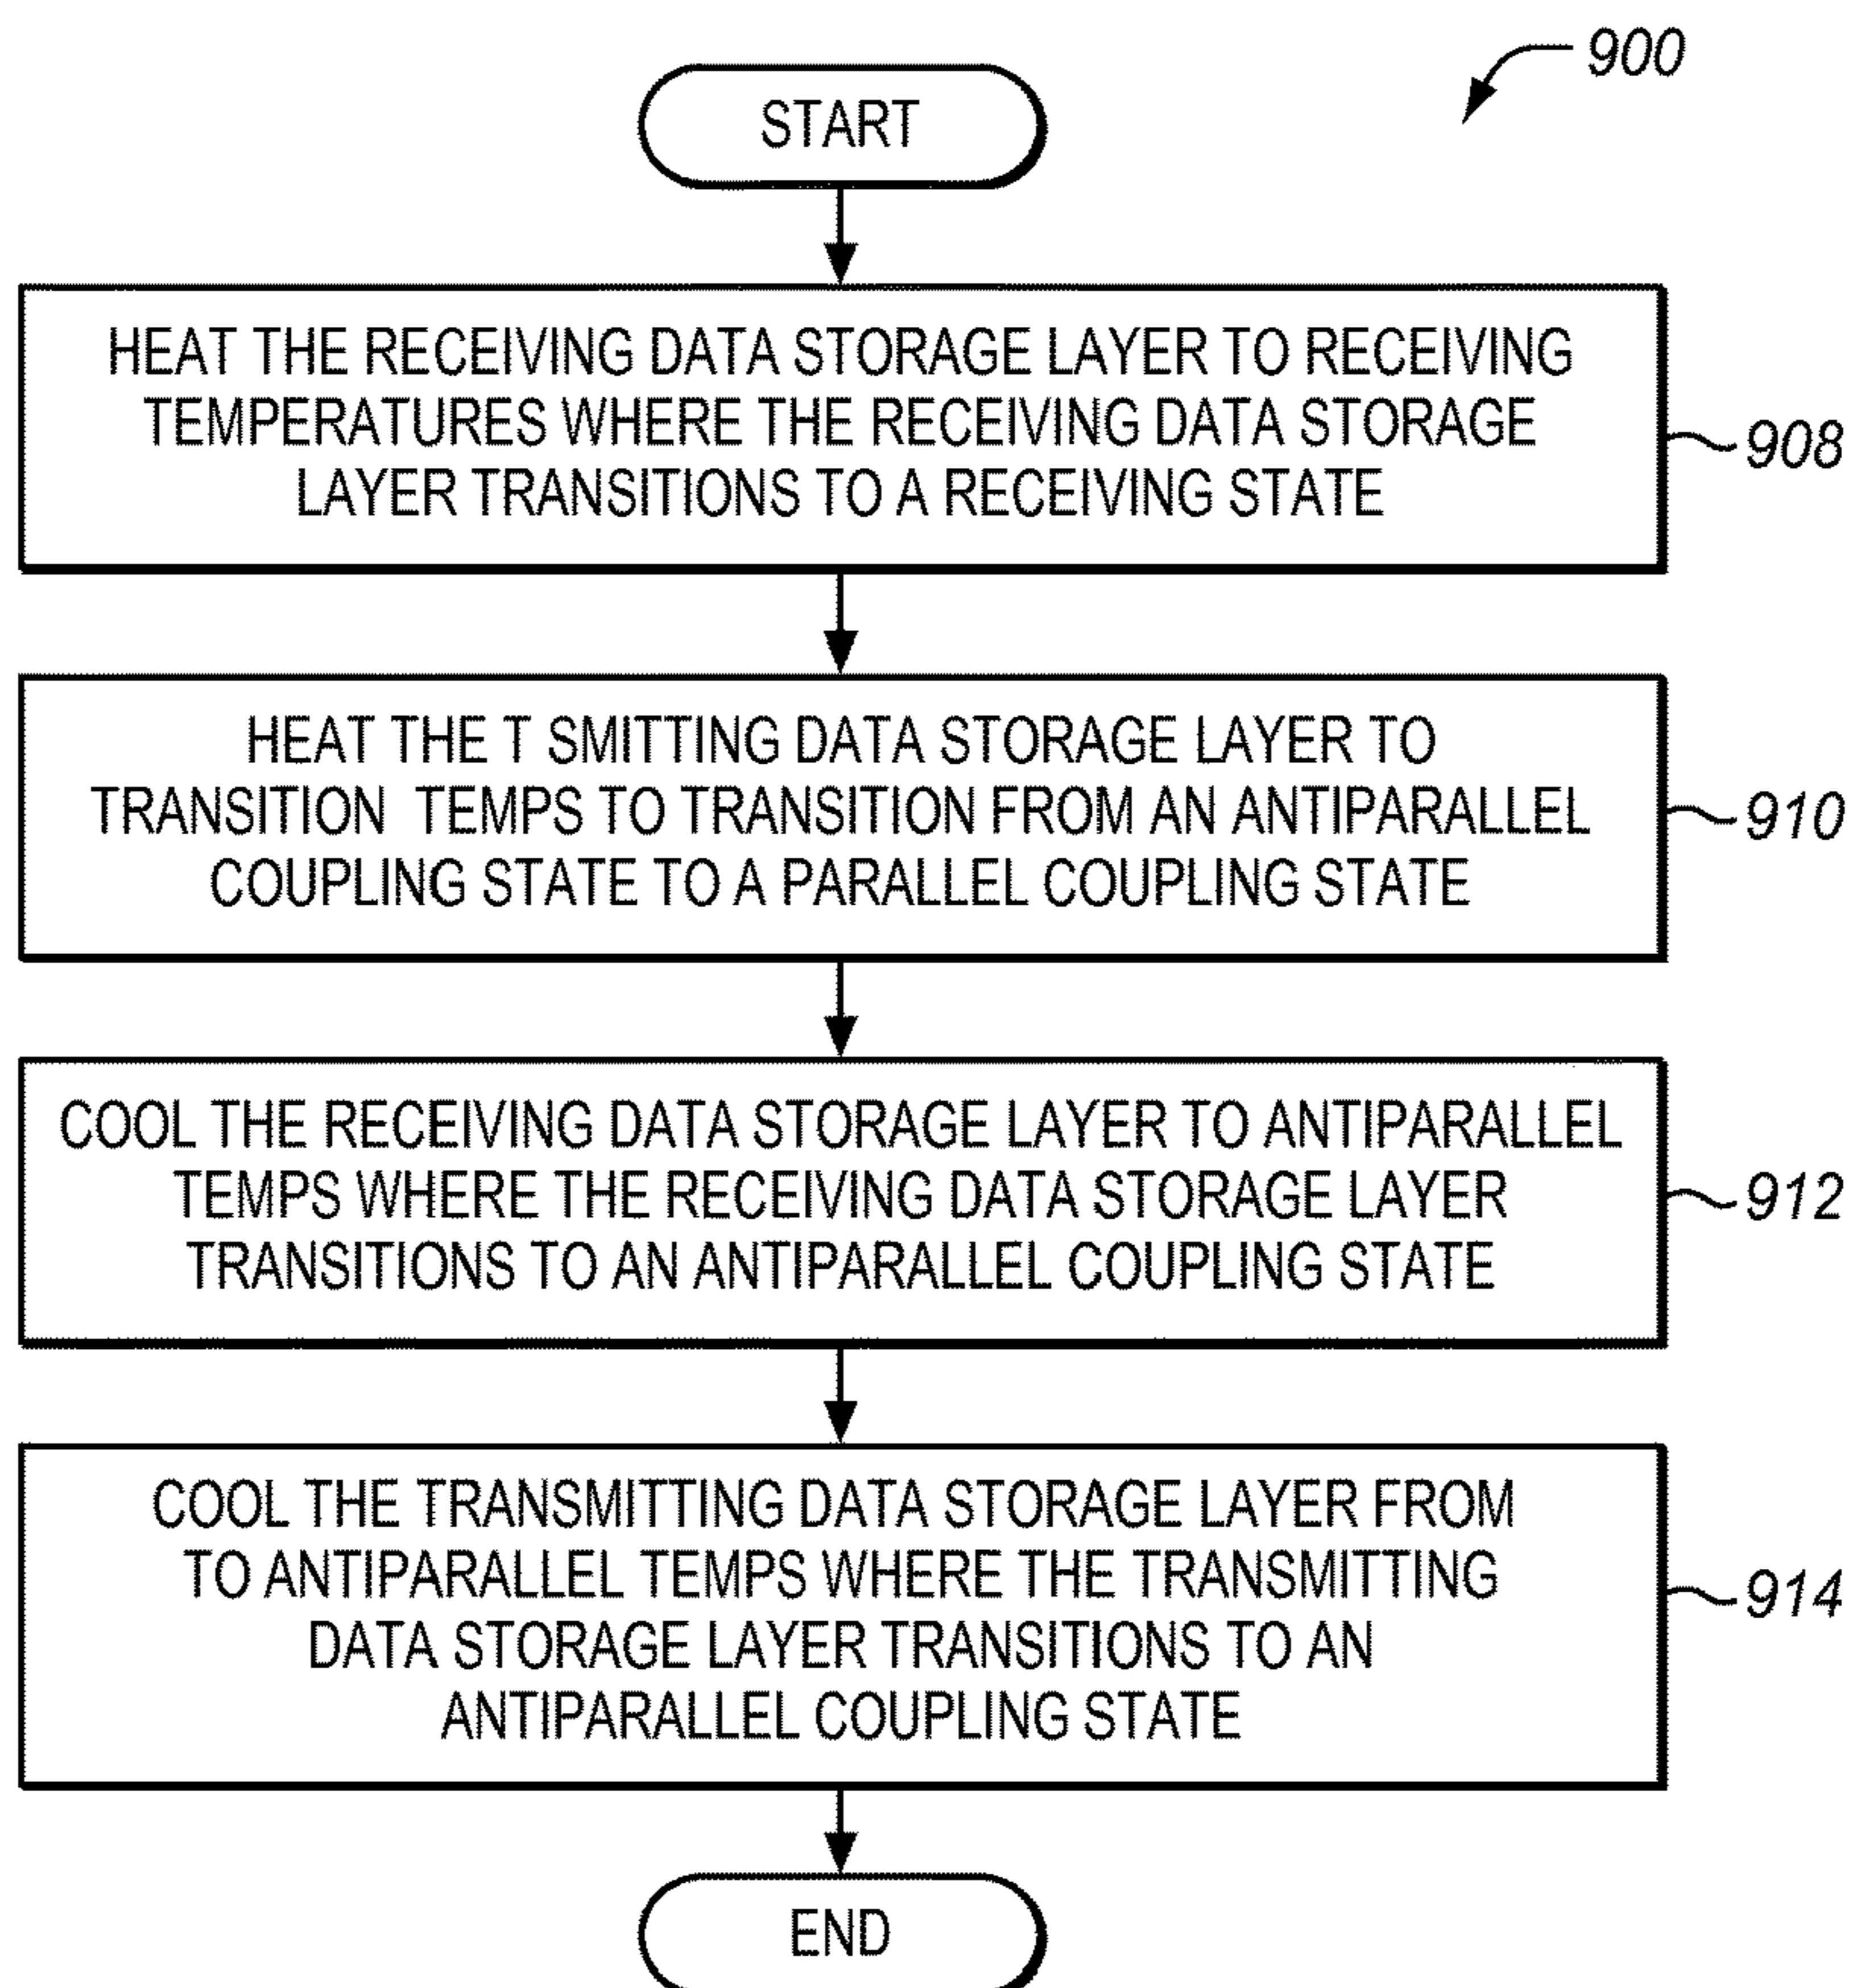 900
START
HEAT THE RECEIVING DATA STORAGE LAYER TO RECEIVING
TEMPERATURES WHERE THE RECEIVING DATA STORAGE
LAYER TRANSITIONS TO A RECEIVING STATE
908
HEAT THE T SMITTING DATA STORAGE LAYER TO
TRANSITION TEMPS TO TRANSITION FROM AN ANTIPARALLEL
COUPLING STATE TO A PARALLEL COUPLING STATE
910
COOL THE RECEIVING DATA STORAGE LAYER TO ANTIPARALLEL
TEMPS WHERE THE RECEIVING DATA STORAGE LAYER
TRANSITIONS TO AN ANTIPARALLEL COUPLING STATE
912
COOL THE TRANSMITTING DATA STORAGE LAYER FROM
TO ANTIPARALLEL TEMPS WHERE THE TRANSMITTING
DATA STORAGE LAYER TRANSITIONS TO AN
ANTIPARALLEL COUPLING STATE
914
END